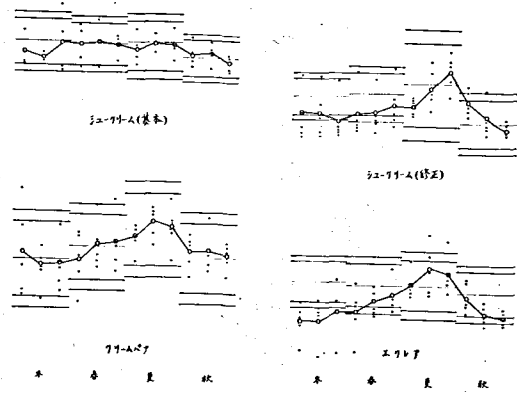 シュークリーム(基本)
シュークリーム(修正)
クリームパフ
エクレア
冬 春 夏 秋
冬 春 夏 秋